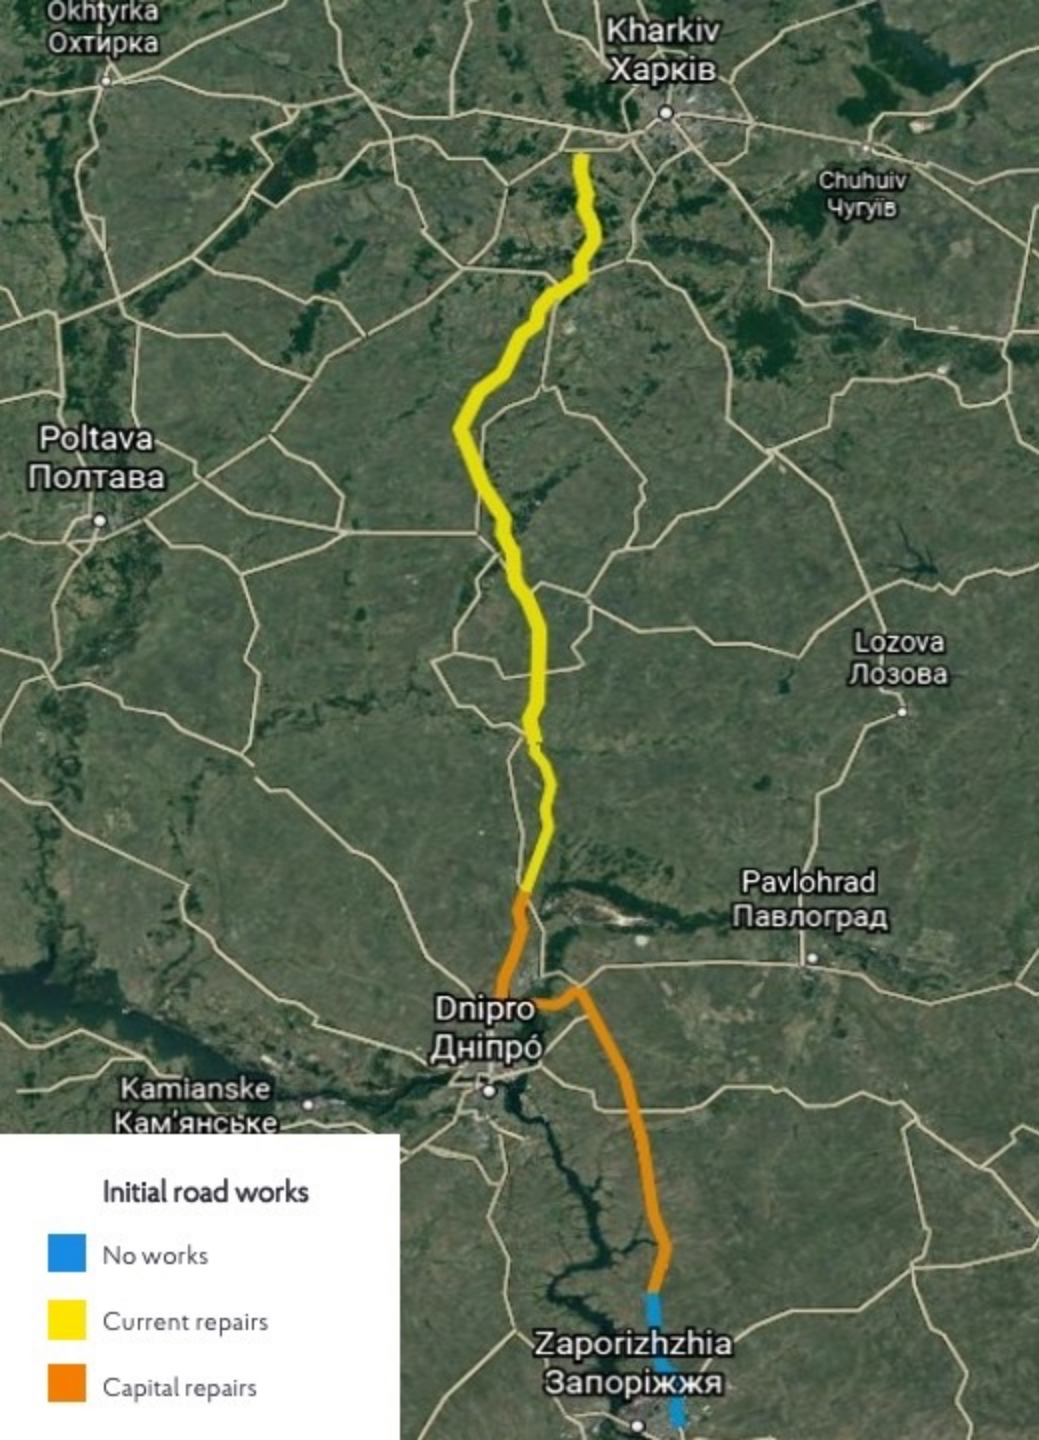 Okhtyrka
Охтирка
Kharkiv
Харків
Chuhuiv
Чугуїв
Poltava
Полтава
Lozova
Лозова
Pavlohrad
Павлоград
Dnipro
Дніпро́
Kamianske
Кам'янське
Zaporizhzhia
Запоріжжя
Initial road works
No works
Current repairs
Capital repairs